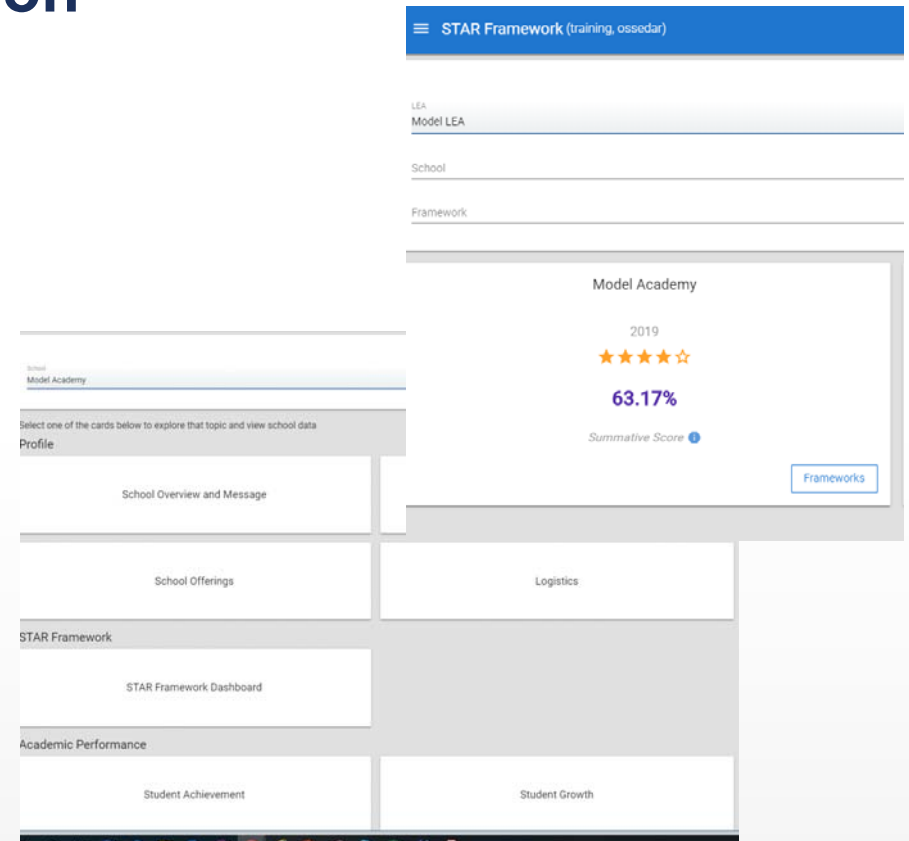 on
STAR Framework (training, ossedar)
LEA
Model LEA
School
Framework
Model Academy
2019
63.17%
Summative Score
Frameworks
School
Model Academy
Select one of the cards below to explore that topic and view school data
Profile
School Overview and Message
School Offerings
Logistics
STAR Framework
STAR Framework Dashboard
Academic Performance
Student Achievement
Student Growth